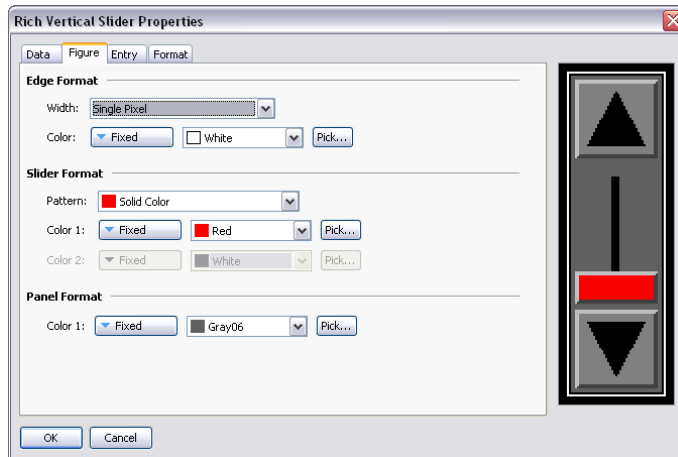 Rich Vertical Slider Properties
Data Figure Entry Format
Edge Format
Width: Single Pixel
Color: Fixed White Pick...
Slider Format
Pattern: Solid Color
Color 1: Fixed Red Pick...
Color 2: Fixed White Pick...
Panel Format
Color 1: Fixed Gray06 Pick...
OK Cancel